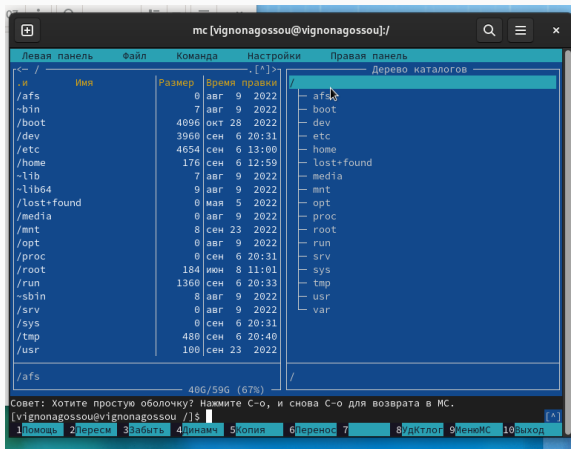 mc [vignonagossou@vignonagossou]:/
Левая панель Файл Команда Настройки Правая панель
<- / .[^]>
.и Имя Размер Время правки
/afs 0 авг 9 2022
~bin 7 авг 9 2022
/boot 4096 окт 28 2022
/dev 3960 сен 6 20:31
/etc 4654 сен 6 13:00
/home 176 сен 6 12:59
~lib 7 авг 9 2022
~lib64 9 авг 9 2022
/lost+found 0 мая 5 2022
/media 0 авг 9 2022
/mnt 8 сен 23 2022
/opt 0 авг 9 2022
/proc 0 сен 6 20:31
/root 184 июн 8 11:01
/run 1360 сен 6 20:33
~sbin 8 авг 9 2022
/srv 0 авг 9 2022
/sys 0 сен 6 20:31
/tmp 480 сен 6 20:40
/usr 100 сен 23 2022
/afs
40G/59G (67%)
Дерево каталогов
/
afs
boot
dev
etc
home
lost+found
media
mnt
opt
proc
root
run
srv
sys
tmp
usr
var
/
Совет: Хотите простую оболочку? Нажмите C-o, и снова C-o для возврата в MC.
[vignonagossou@vignonagossou /]$ [^]
1Помощь 2Пересм 3Забыть 4Динамч 5Копия 6Перенос 7 8УдКтлог 9МенюMC 10Выход